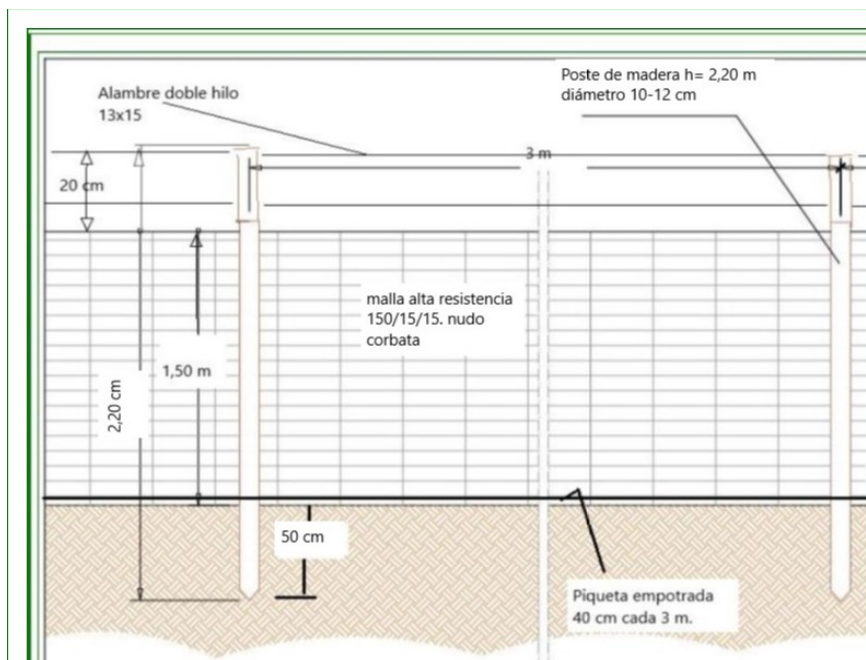 Poste de madera h= 2,20 m
diámetro 10-12 cm
Alambre doble hilo
13x15
3 m
20 cm
malla alta resistencia
150/15/15. nudo
corbata
1,50 m
2,20 cm
50 cm
Piqueta empotrada
40 cm cada 3 m.